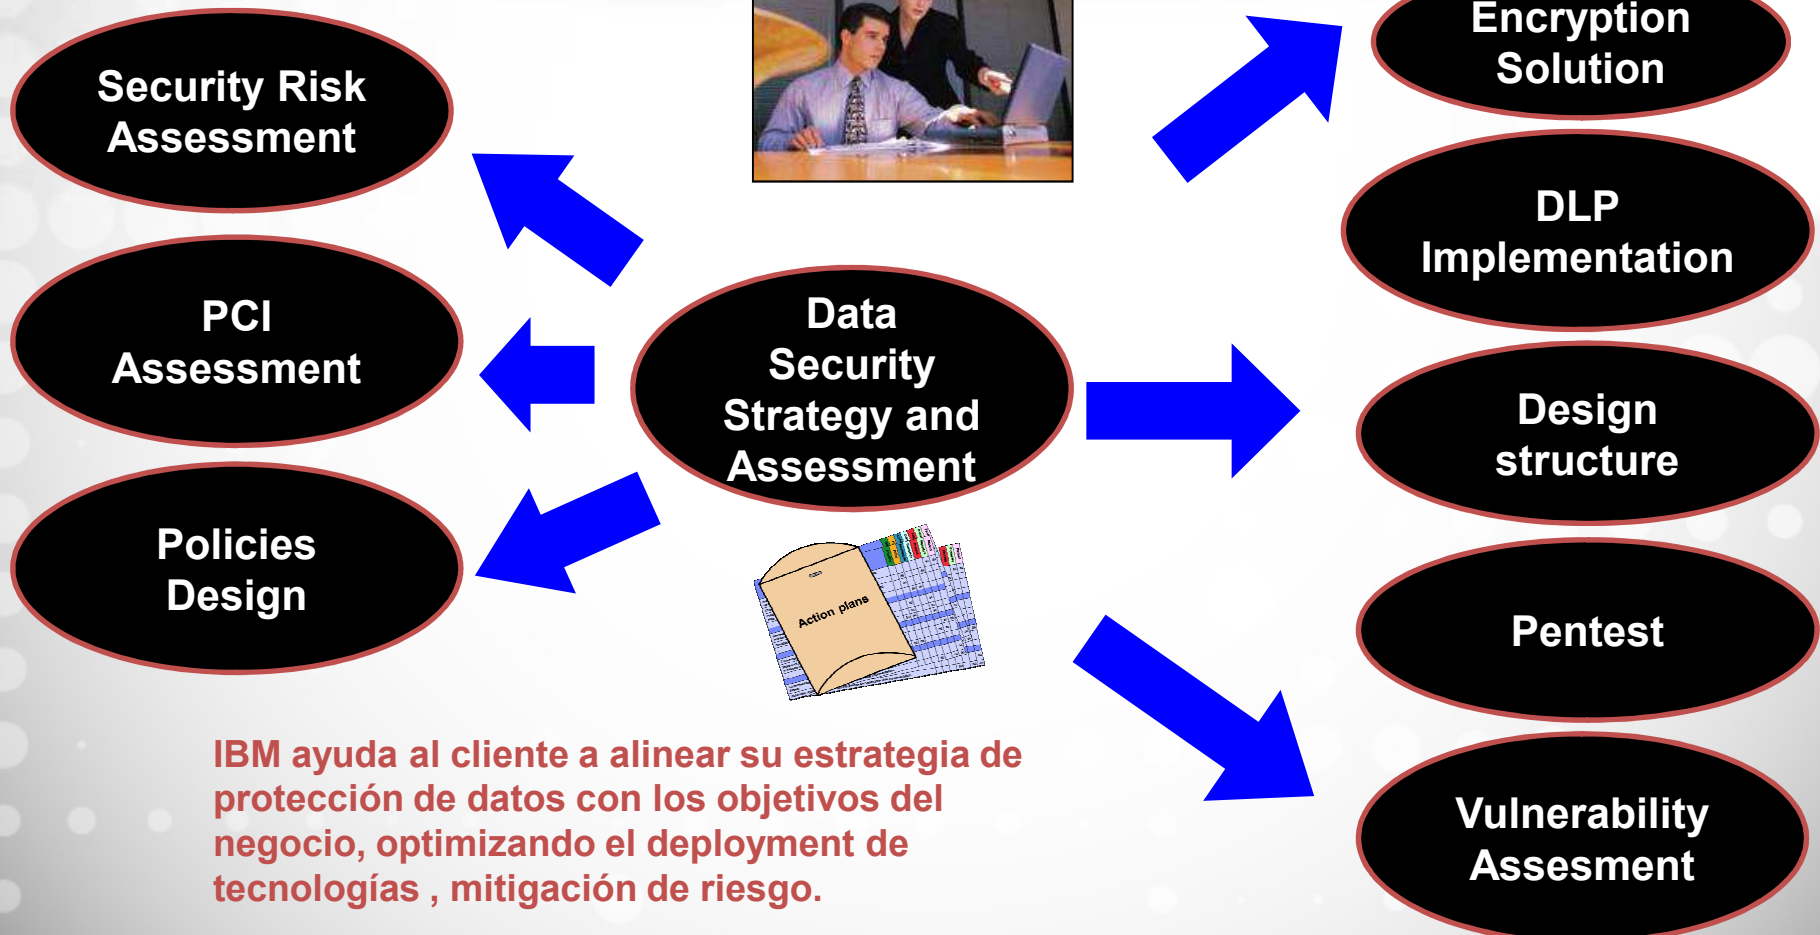 Security Risk
Assessment
PCI
Assessment
Policies
Design
Data
Security
Strategy and
Assessment
Action plans
Encryption
Solution
DLP
Implementation
Design
structure
Pentest
Vulnerability
Assesment
IBM ayuda al cliente a alinear su estrategia de
protección de datos con los objetivos del
negocio, optimizando el deployment de
tecnologías , mitigación de riesgo.